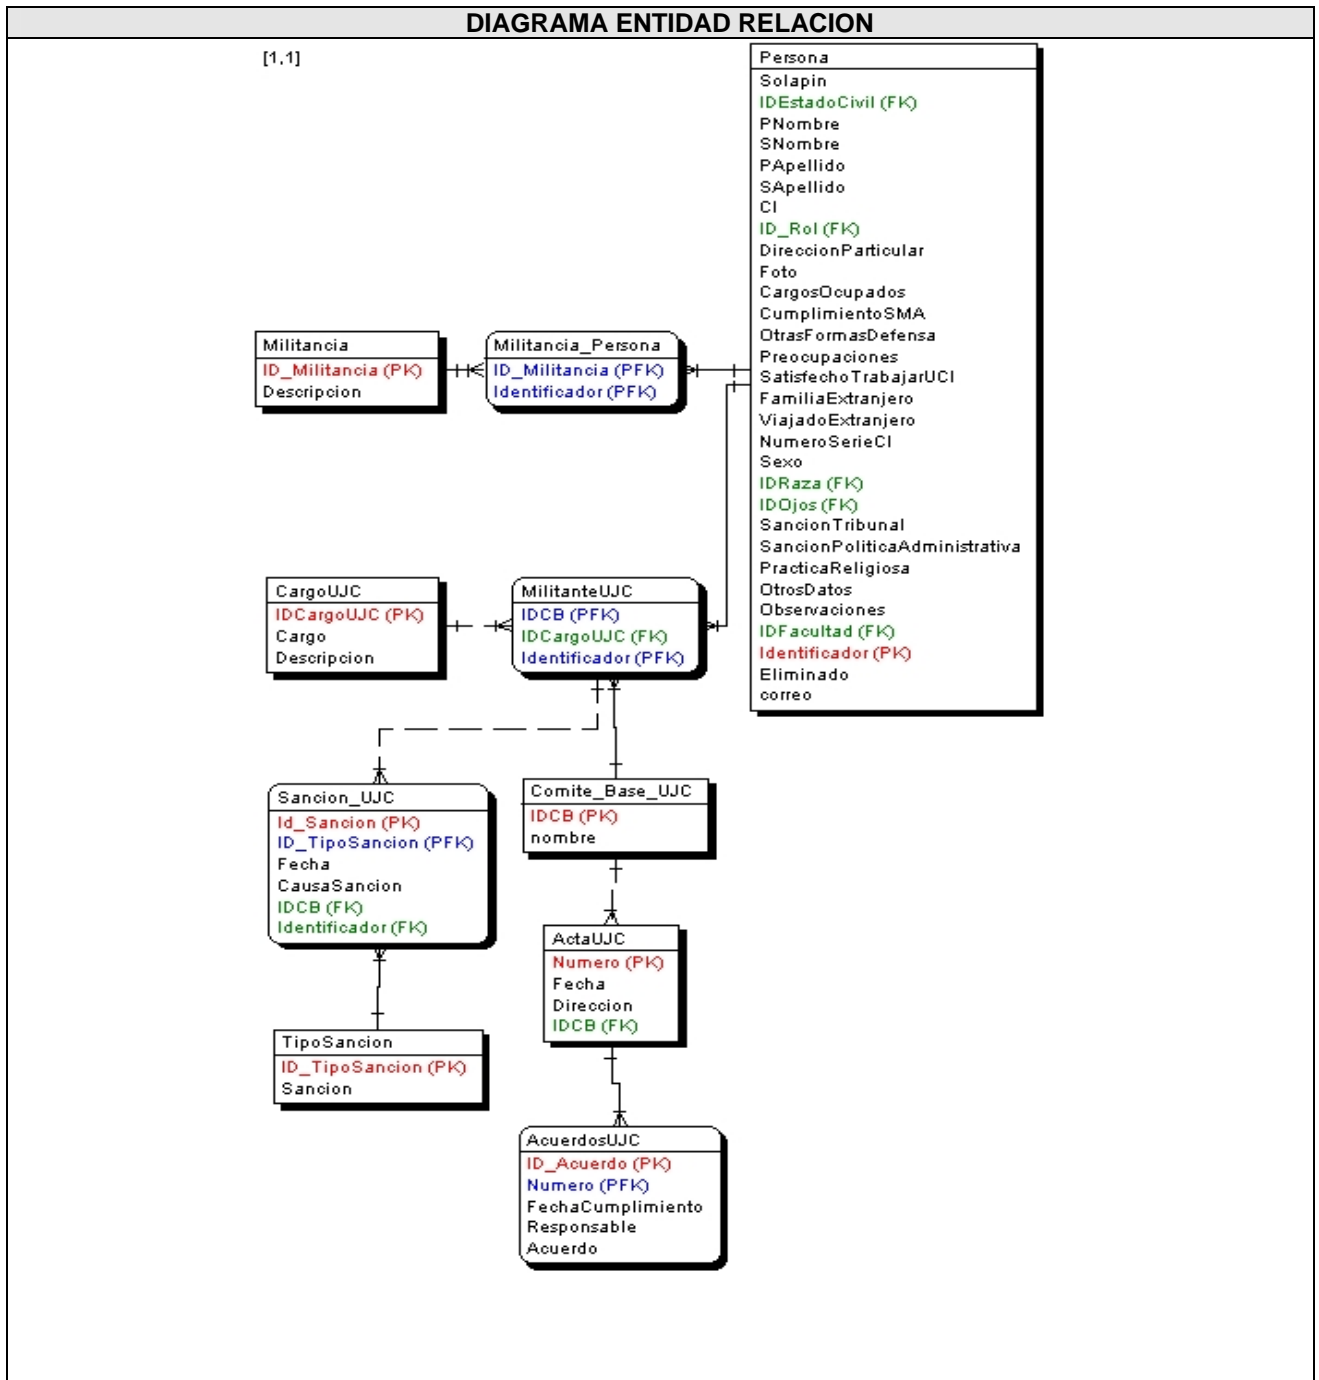 DIAGRAMA ENTIDAD RELACION
[1,1]
Persona
Solapin
IDEstadoCivil (FK)
PNombre
SNombre
PApellido
SApellido
CI
ID_Rol (FK)
DireccionParticular
Foto
CargosOcupados
CumplimientoSMA
OtrasFormasDefensa
Preocupaciones
SatisfechoTrabajarUCI
FamiliaExtranjero
ViajadoExtranjero
NumeroSerieCI
Sexo
IDRaza (FK)
IDOjos (FK)
SancionTribunal
SancionPoliticaAdministrativa
PracticaReligiosa
OtrosDatos
Observaciones
IDFacultad (FK)
Identificador (PK)
Eliminado
correo
Militancia
ID_Militancia (PK)
Descripcion
Militancia_Persona
ID_Militancia (PFK)
Identificador (PFK)
CargoUJC
IDCargoUJC (PK)
Cargo
Descripcion
MilitanteUJC
IDCB (PFK)
IDCargoUJC (FK)
Identificador (PFK)
Sancion_UJC
Id_Sancion (PK)
ID_TipoSancion (PFK)
Fecha
CausaSancion
IDCB (FK)
Identificador (FK)
Comite_Base_UJC
IDCB (PK)
nombre
ActaUJC
Numero (PK)
Fecha
Direccion
IDCB (FK)
TipoSancion
ID_TipoSancion (PK)
Sancion
AcuerdosUJC
ID_Acuerdo (PK)
Numero (PFK)
FechaCumplimiento
Responsable
Acuerdo